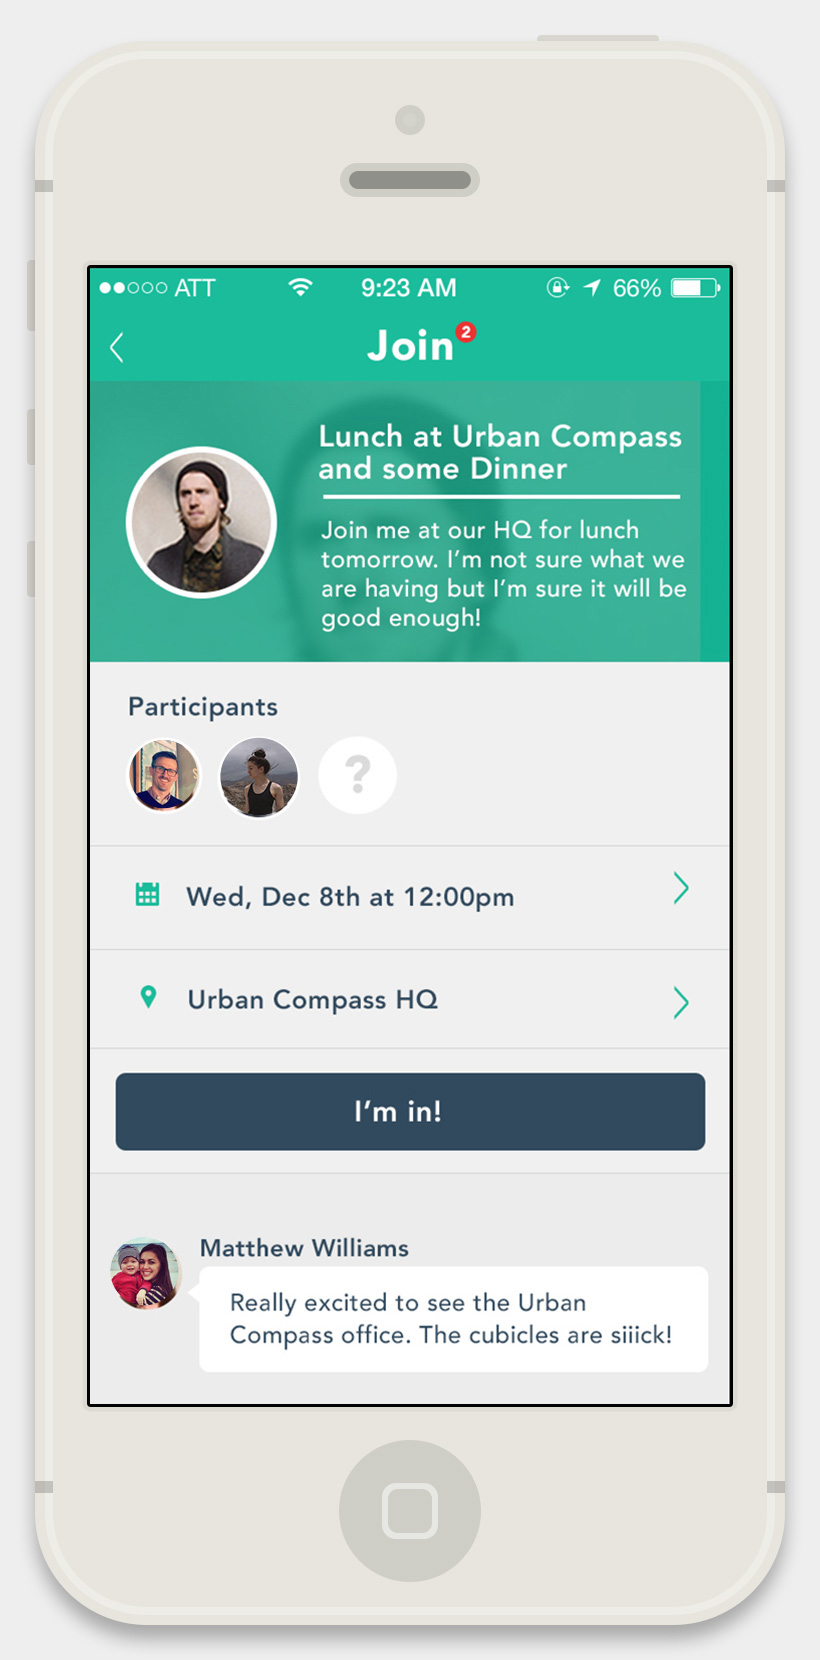 ATT 9:23 AM 66%
Join 2
Lunch at Urban Compass
and some Dinner
Join me at our HQ for lunch
tomorrow. I'm not sure what we
are having but I'm sure it will be
good enough!
Participants
?
Wed, Dec 8th at 12:00pm
Urban Compass HQ
I'm in!
Matthew Williams
Really excited to see the Urban
Compass office. The cubicles are siiick!